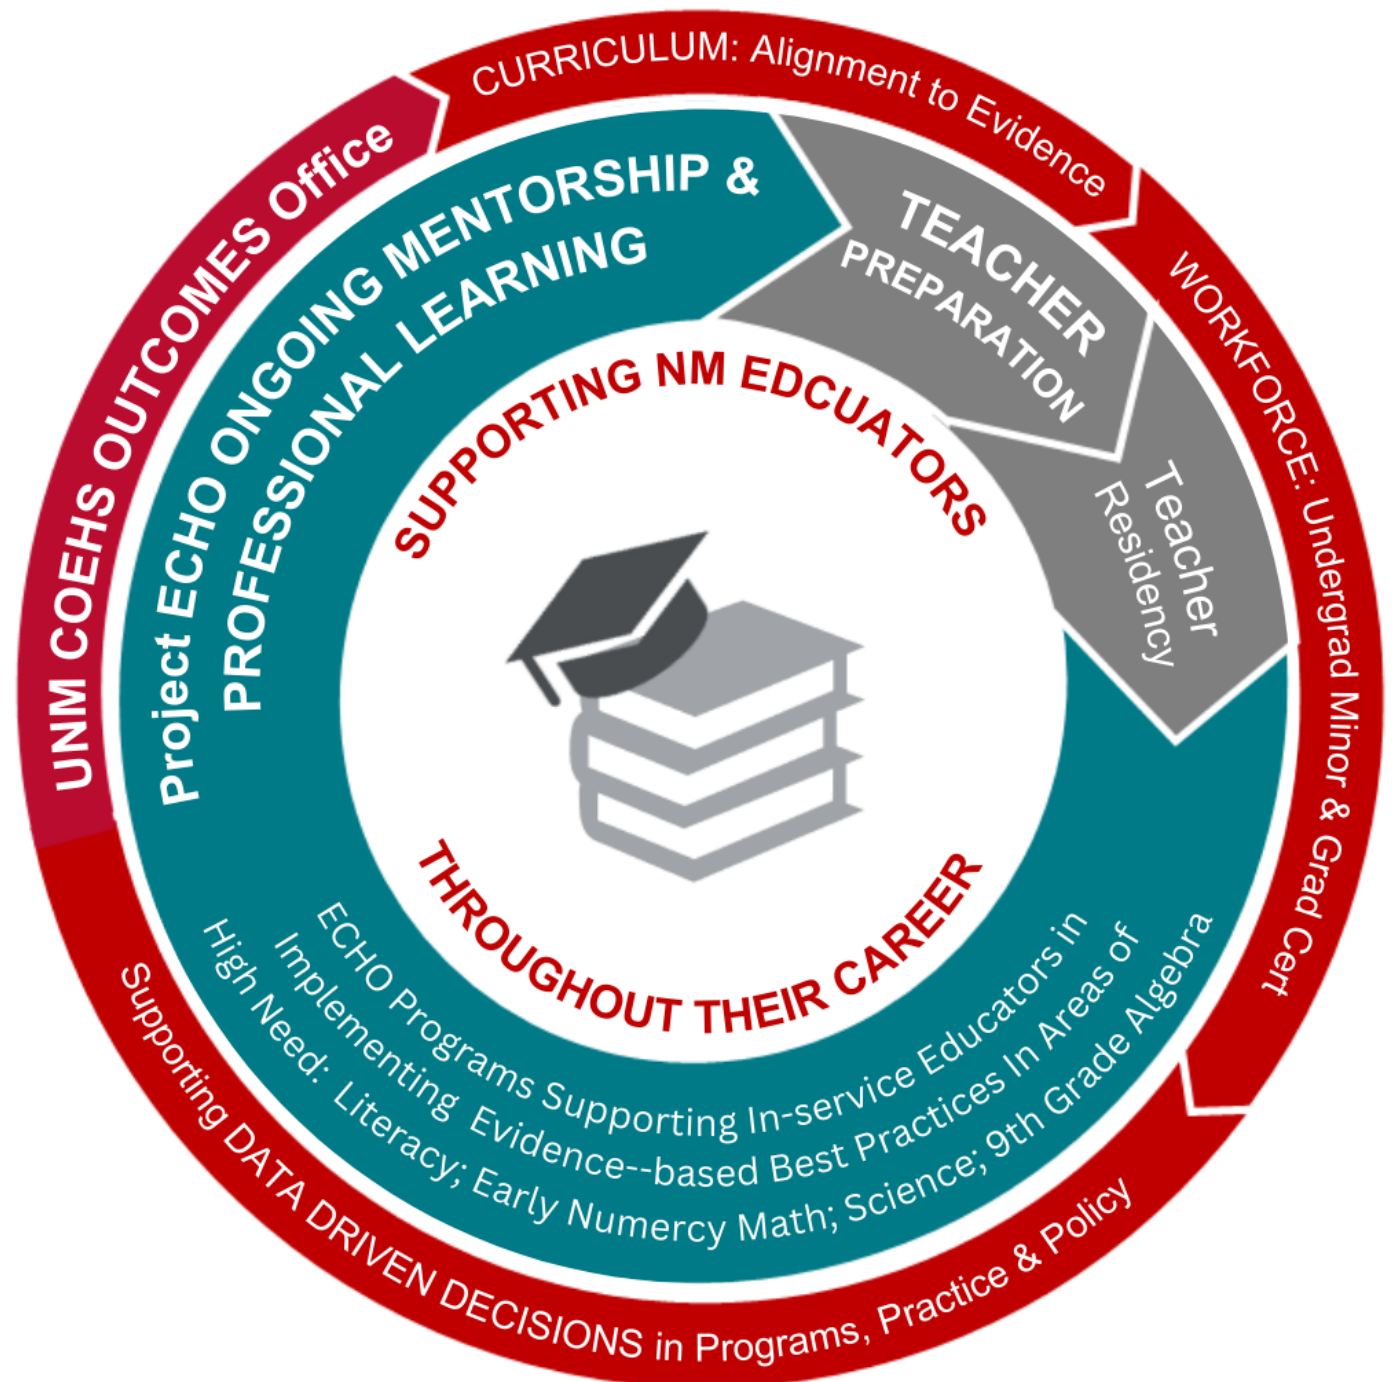 UNM COEHS OUTCOMES Office
CURRICULUM: Alignment to Evidence
WORKFORCE: Undergrad Minor & Grad Cert
Supporting DATA DRIVEN DECISIONS in Programs, Practice & Policy
Project ECHO ONGOING MENTORSHIP &
PROFESSIONAL LEARNING
TEACHER
PREPARATION
Teacher
Residency
ECHO Programs Supporting In-service Educators in
Implementing Evidence--based Best Practices In Areas of
High Need: Literacy; Early Numercy Math; Science; 9th Grade Algebra
SUPPORTING NM EDCUATORS
THROUGHOUT THEIR CAREER